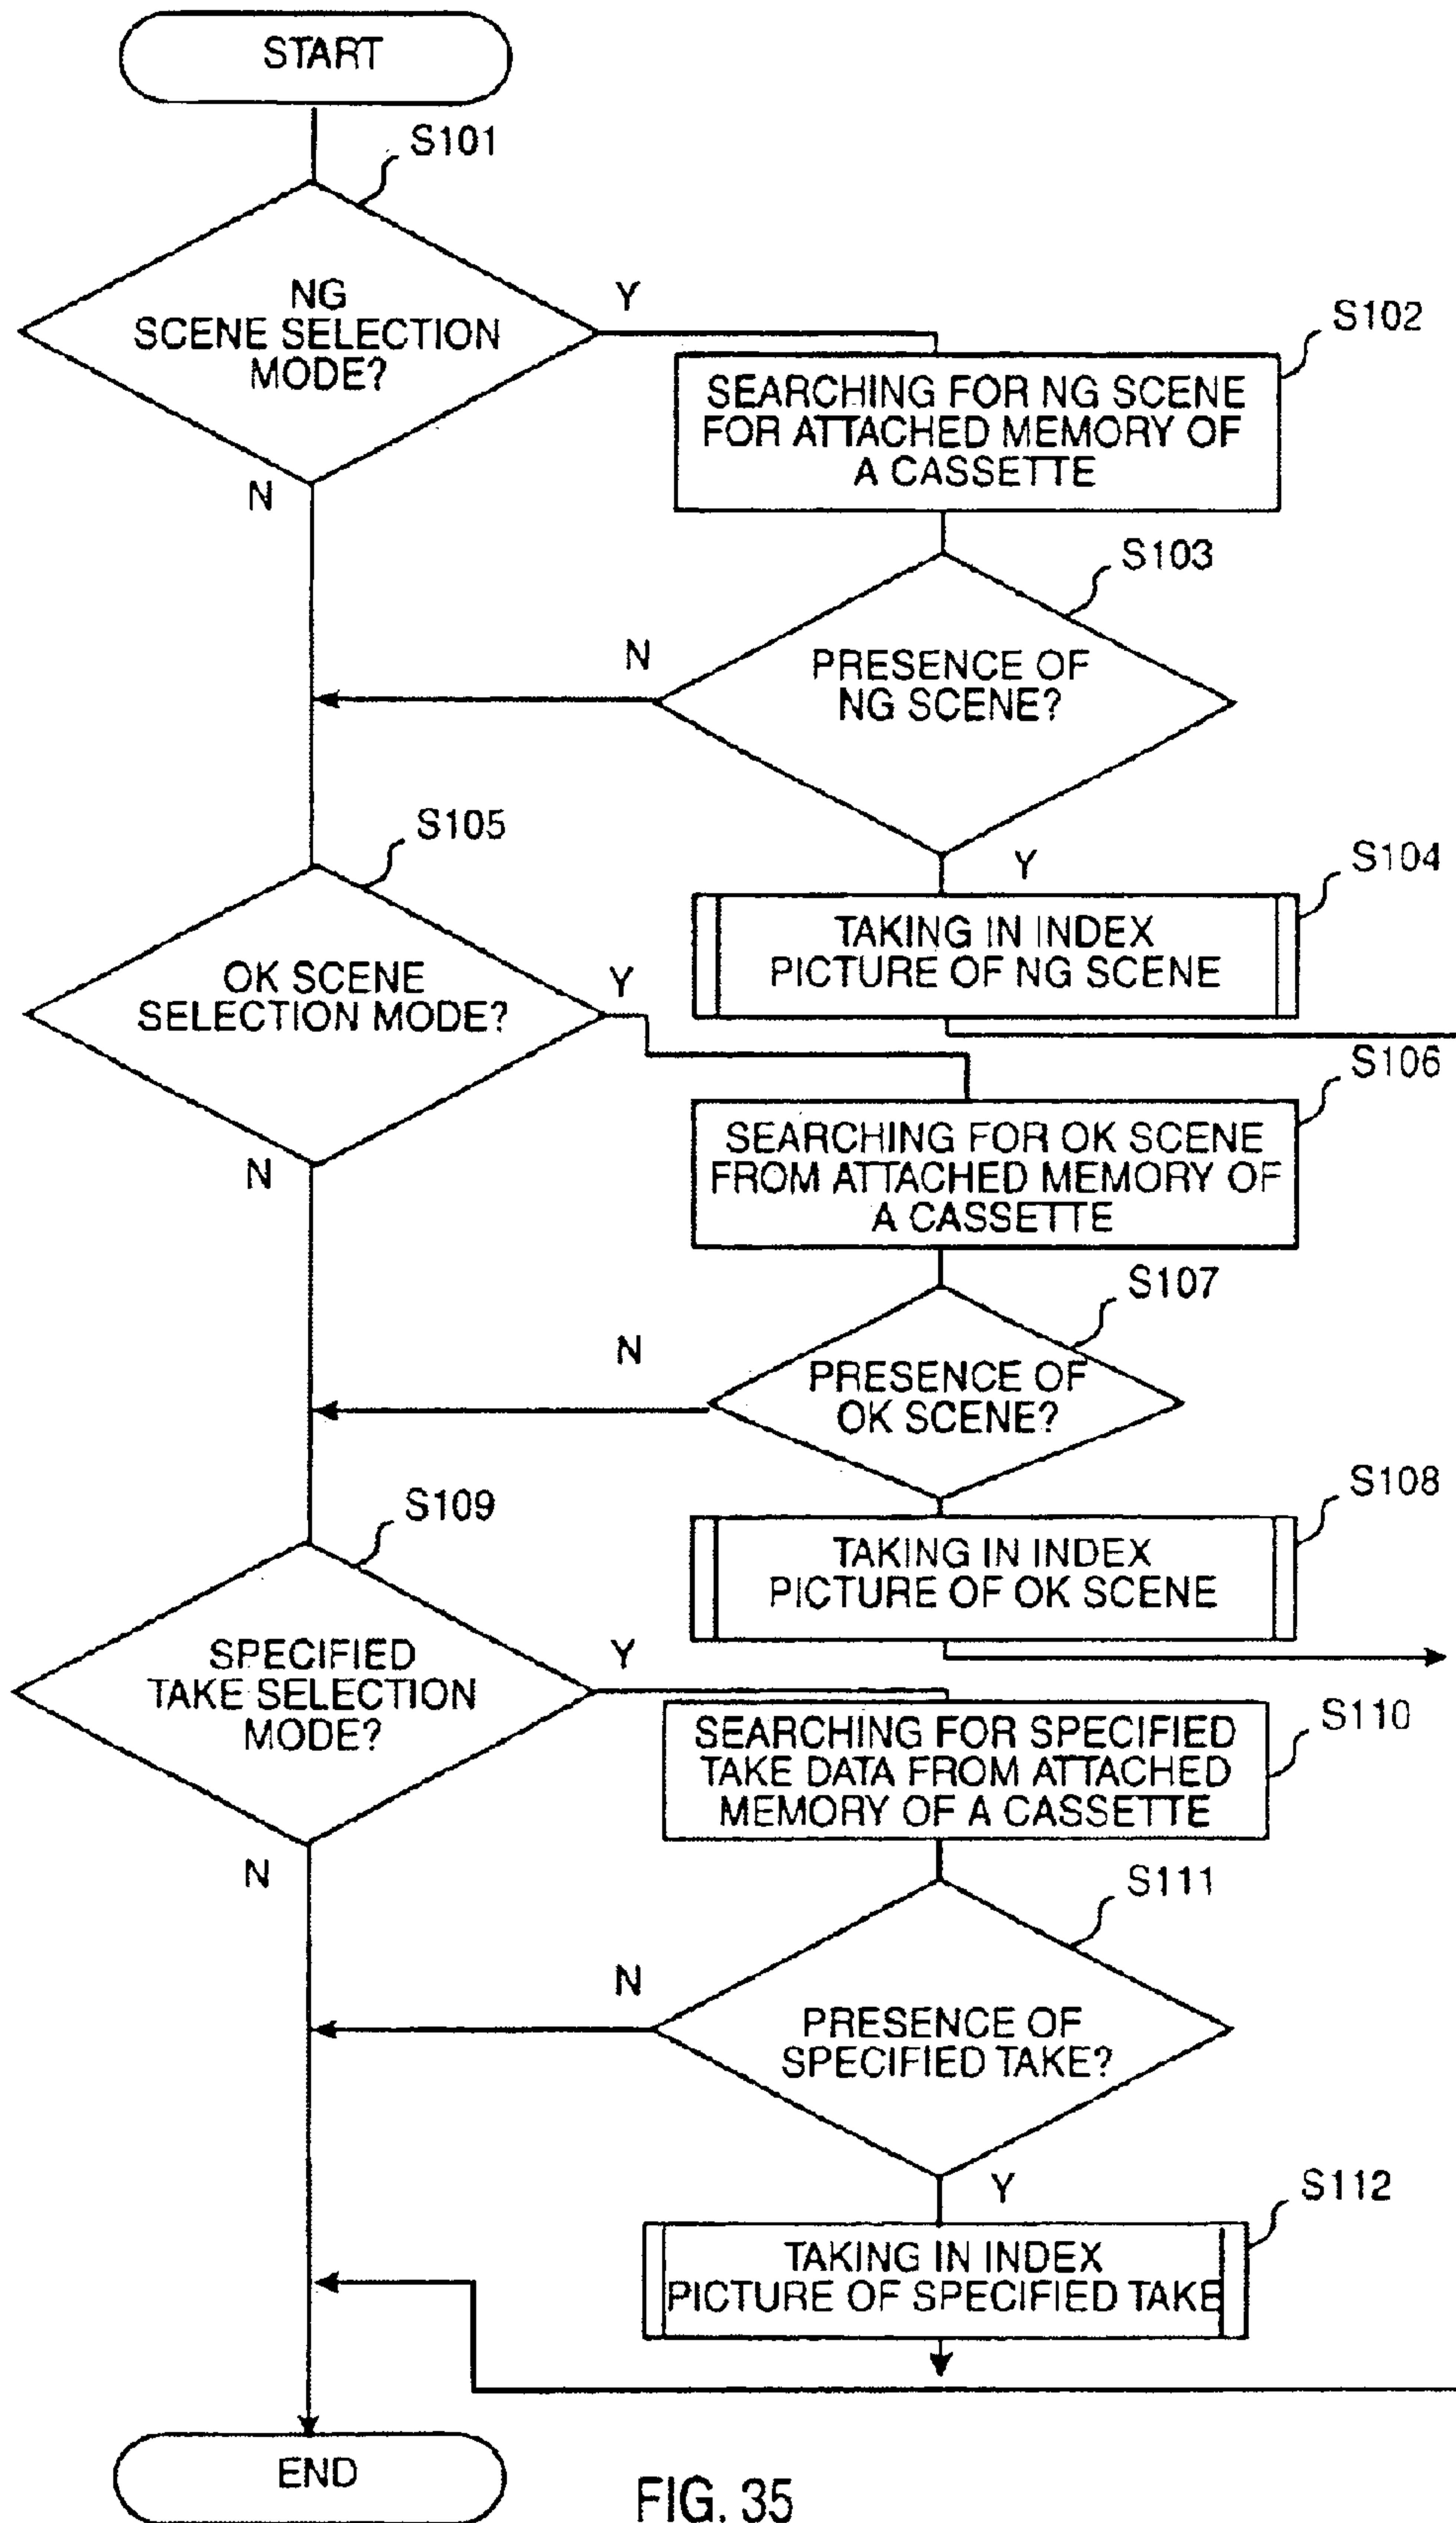 START
S101
NG
SCENE SELECTION
MODE?
Y
N
S102
SEARCHING FOR NG SCENE
FOR ATTACHED MEMORY OF
A CASSETTE
S103
PRESENCE OF
NG SCENE?
N
Y
S104
TAKING IN INDEX
PICTURE OF NG SCENE
S105
OK SCENE
SELECTION MODE?
Y
N
S106
SEARCHING FOR OK SCENE
FROM ATTACHED MEMORY OF
A CASSETTE
S107
PRESENCE OF
OK SCENE?
N
S108
TAKING IN INDEX
PICTURE OF OK SCENE
S109
SPECIFIED
TAKE SELECTION
MODE?
Y
N
S110
SEARCHING FOR SPECIFIED
TAKE DATA FROM ATTACHED
MEMORY OF A CASSETTE
S111
PRESENCE OF
SPECIFIED TAKE?
N
Y
S112
TAKING IN INDEX
PICTURE OF SPECIFIED TAKE
END
FIG. 35